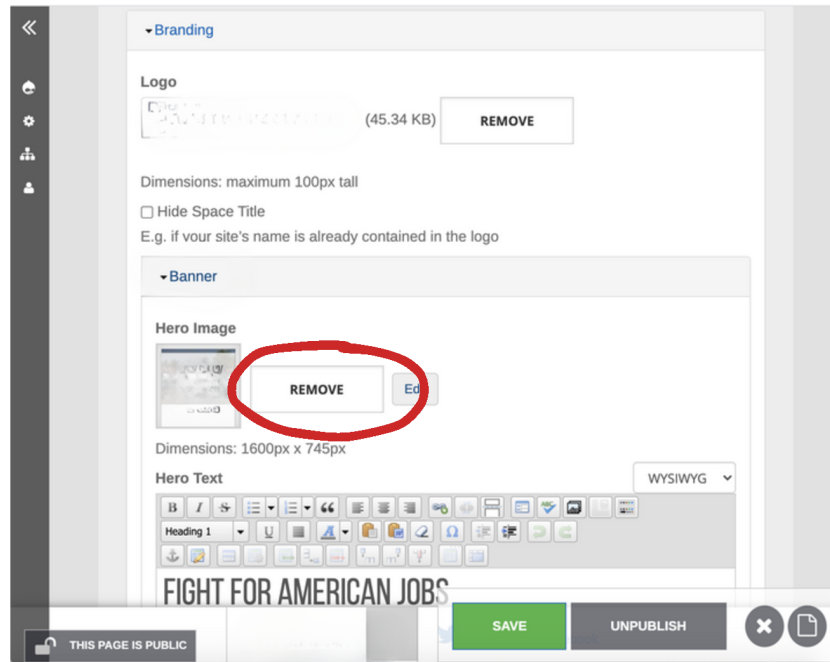 Branding
Logo
(45.34 KB) REMOVE
Dimensions: maximum 100px tall
Hide Space Title
E.g. if your site's name is already contained in the logo
Banner
Hero Image
REMOVE Ed
Dimensions: 1600px x 745px
Hero Text WYSIWYG
B I S
ABC
Heading 1 U A Ω
FIGHT FOR AMERICAN JOBS
SAVE UNPUBLISH
THIS PAGE IS PUBLIC